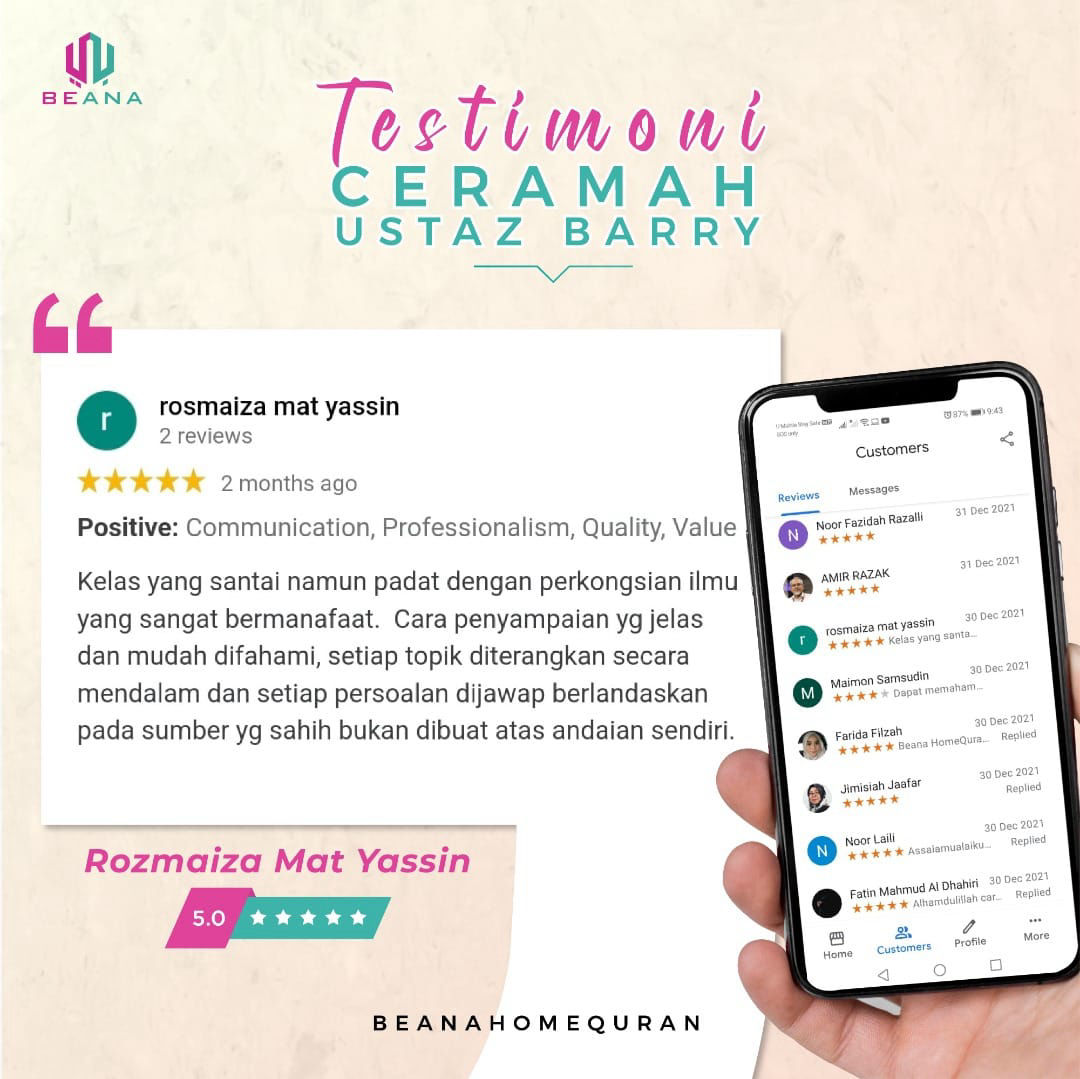 BEANA
Testimoni
CERAMAH
USTAZ BARRY
r
rosmaiza mat yassin
2 reviews
2 months ago
Positive: Communication, Professionalism, Quality, Value
Kelas yang santai namun padat dengan perkongsian ilmu
yang sangat bermanafaat.  Cara penyampaian yg jelas
dan mudah difahami, setiap topik diterangkan secara
mendalam dan setiap persoalan dijawap berlandaskan
pada sumber yg sahih bukan dibuat atas andaian sendiri.
Rozmaiza Mat Yassin
5.0
87% 9:43
Customers
Reviews Messages
N Noor Fazidah Razalli 31 Dec 2021
AMIR RAZAK 31 Dec 2021
r rosmaiza mat yassin 30 Dec 2021
Kelas yang santa...
M Maimon Samsudin 30 Dec 2021
Dapat memaham...
Farida Filzah 30 Dec 2021
Beana HomeQura... Replied
Jimisiah Jaafar 30 Dec 2021
Replied
N Noor Laili 30 Dec 2021
Assalamualaiku... Replied
Fatin Mahmud Al Dhahiri 30 Dec 2021
Alhamdulillah car... Replied
Home Customers Profile More
BEANAHOMEQURAN